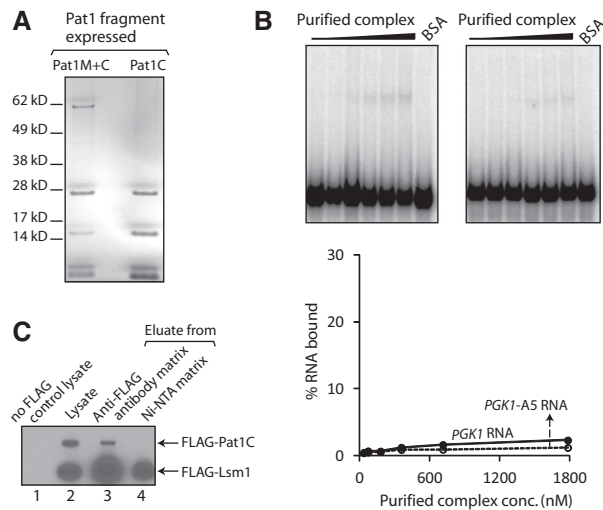 A
Pat1 fragment
expressed
Pat1M+C Pat1C
62 kD
49 kD
38 kD
28 kD
17 kD
14 kD
B
Purified complex BSA
Purified complex BSA
30
20
10
0
% RNA bound
PGK1-A5 RNA
PGK1 RNA
0 600 1200 1800
Purified complex conc. (nM)
C
Eluate from
no FLAG
control lysate
Lysate
Anti-FLAG
antibody matrix
Ni-NTA matrix
FLAG-Pat1C
FLAG-Lsm1
1 2 3 4